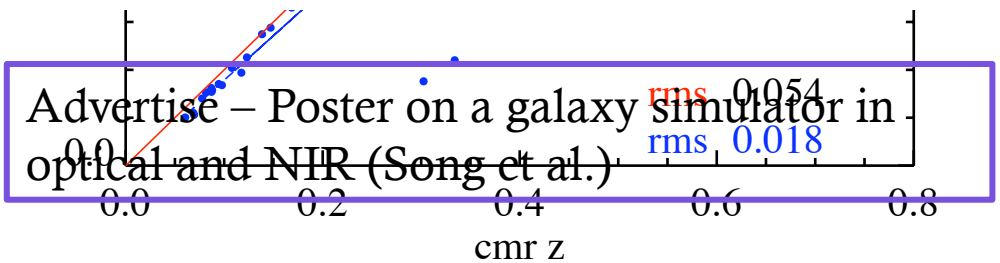 Advertise – Poster on a galaxy simulator in
optical and NIR (Song et al.)
rms 0.054
rms 0.018
0.0
0.0 0.2 0.4 0.6 0.8
cmr z